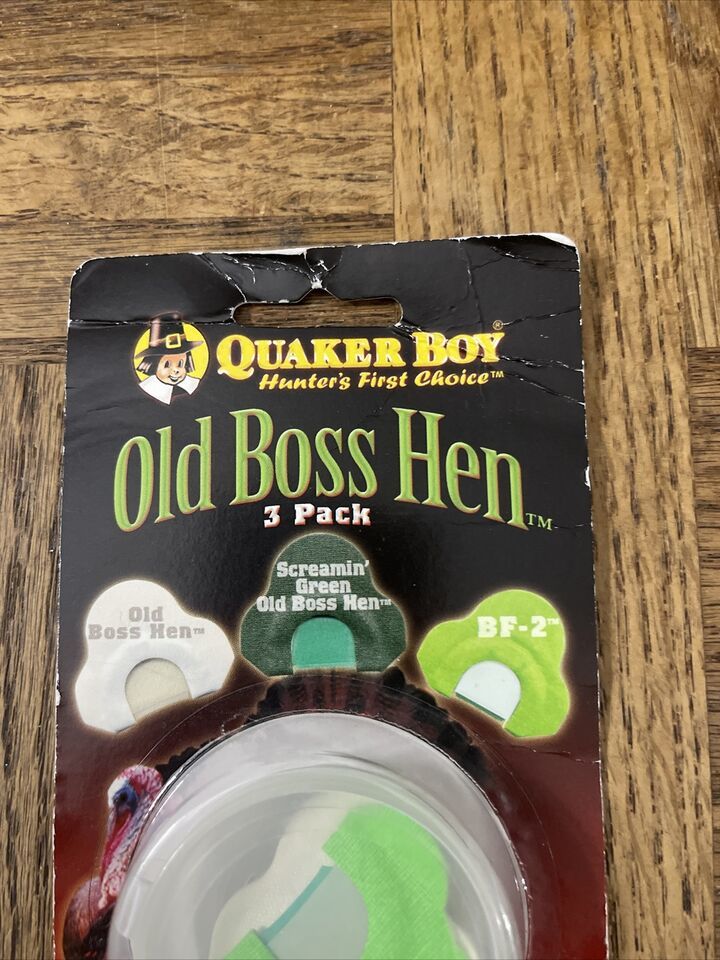 QUAKER BOY®
Hunter's First Choice™
Old Boss Hen™
3 Pack
Old
Boss Hen™
Screamin'
Green
Old Boss Hen™
BF-2™